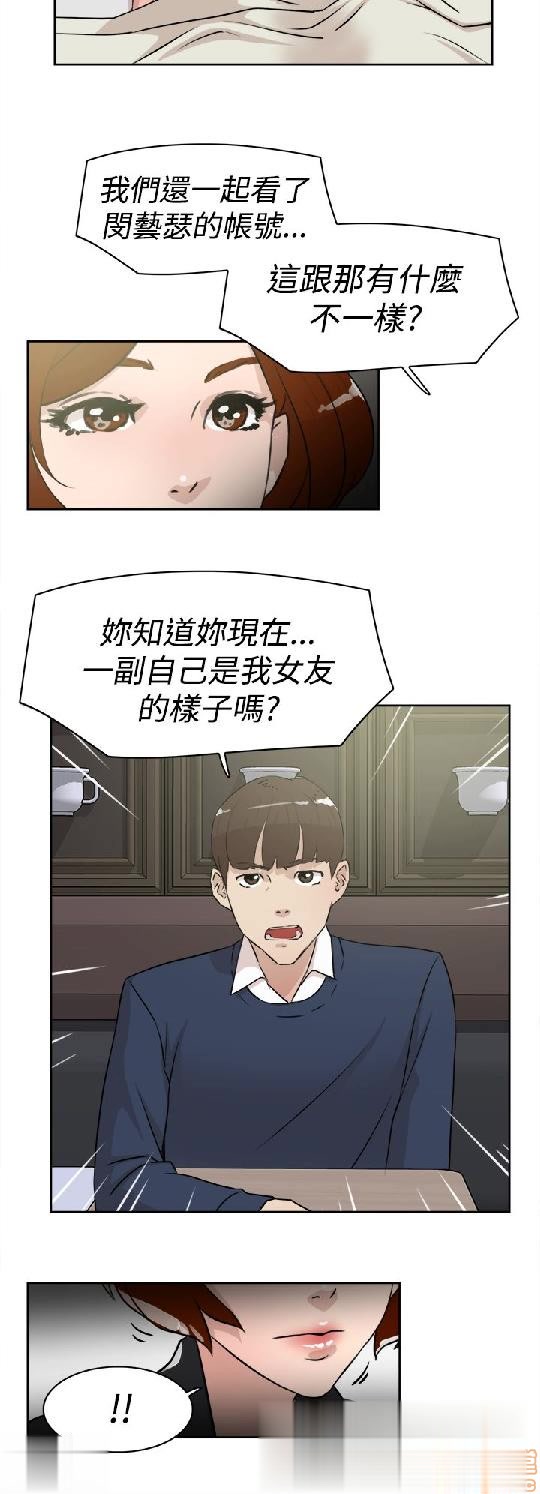 我們還一起看了
閔藝瑟的帳號…
這跟那有什麼
不一樣?
妳知道妳現在…
一副自己是我女友
的樣子嗎?
!!